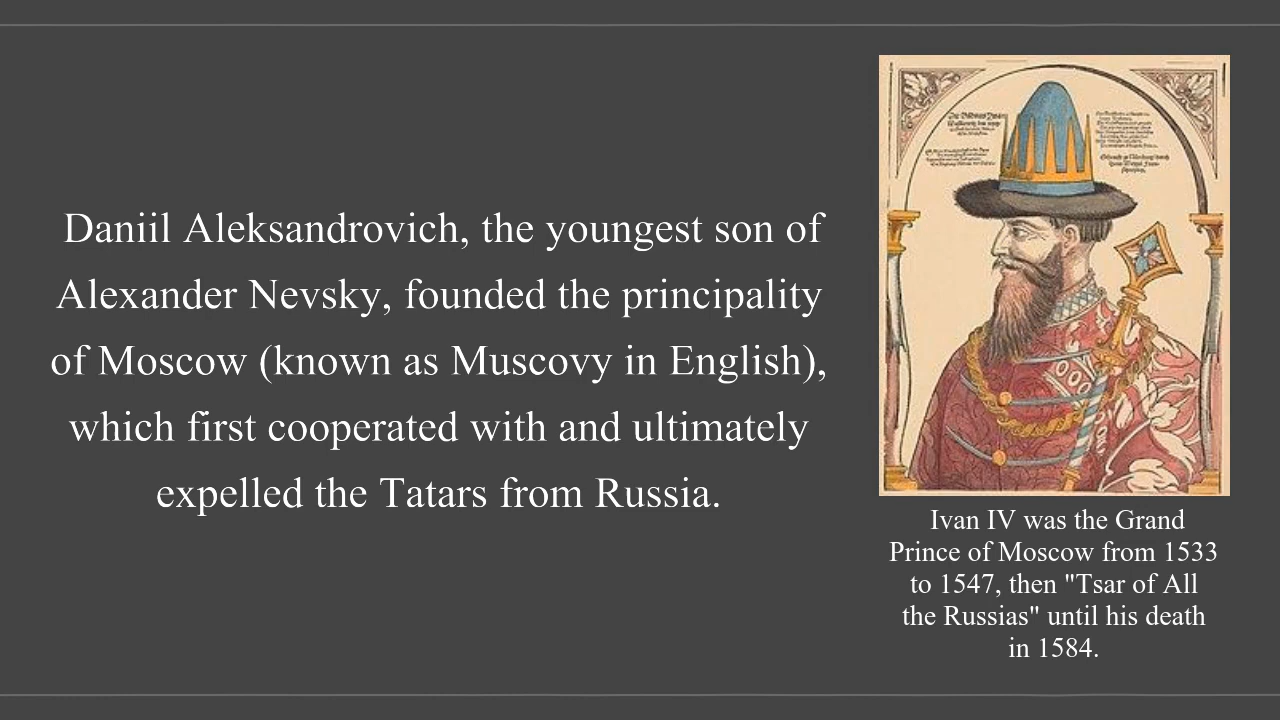 Daniil Aleksandrovich, the youngest son of
Alexander Nevsky, founded the principality
of Moscow (known as Muscovy in English),
which first cooperated with and ultimately
expelled the Tatars from Russia.
Ivan IV was the Grand
Prince of Moscow from 1533
to 1547, then "Tsar of All
the Russias" until his death
in 1584.